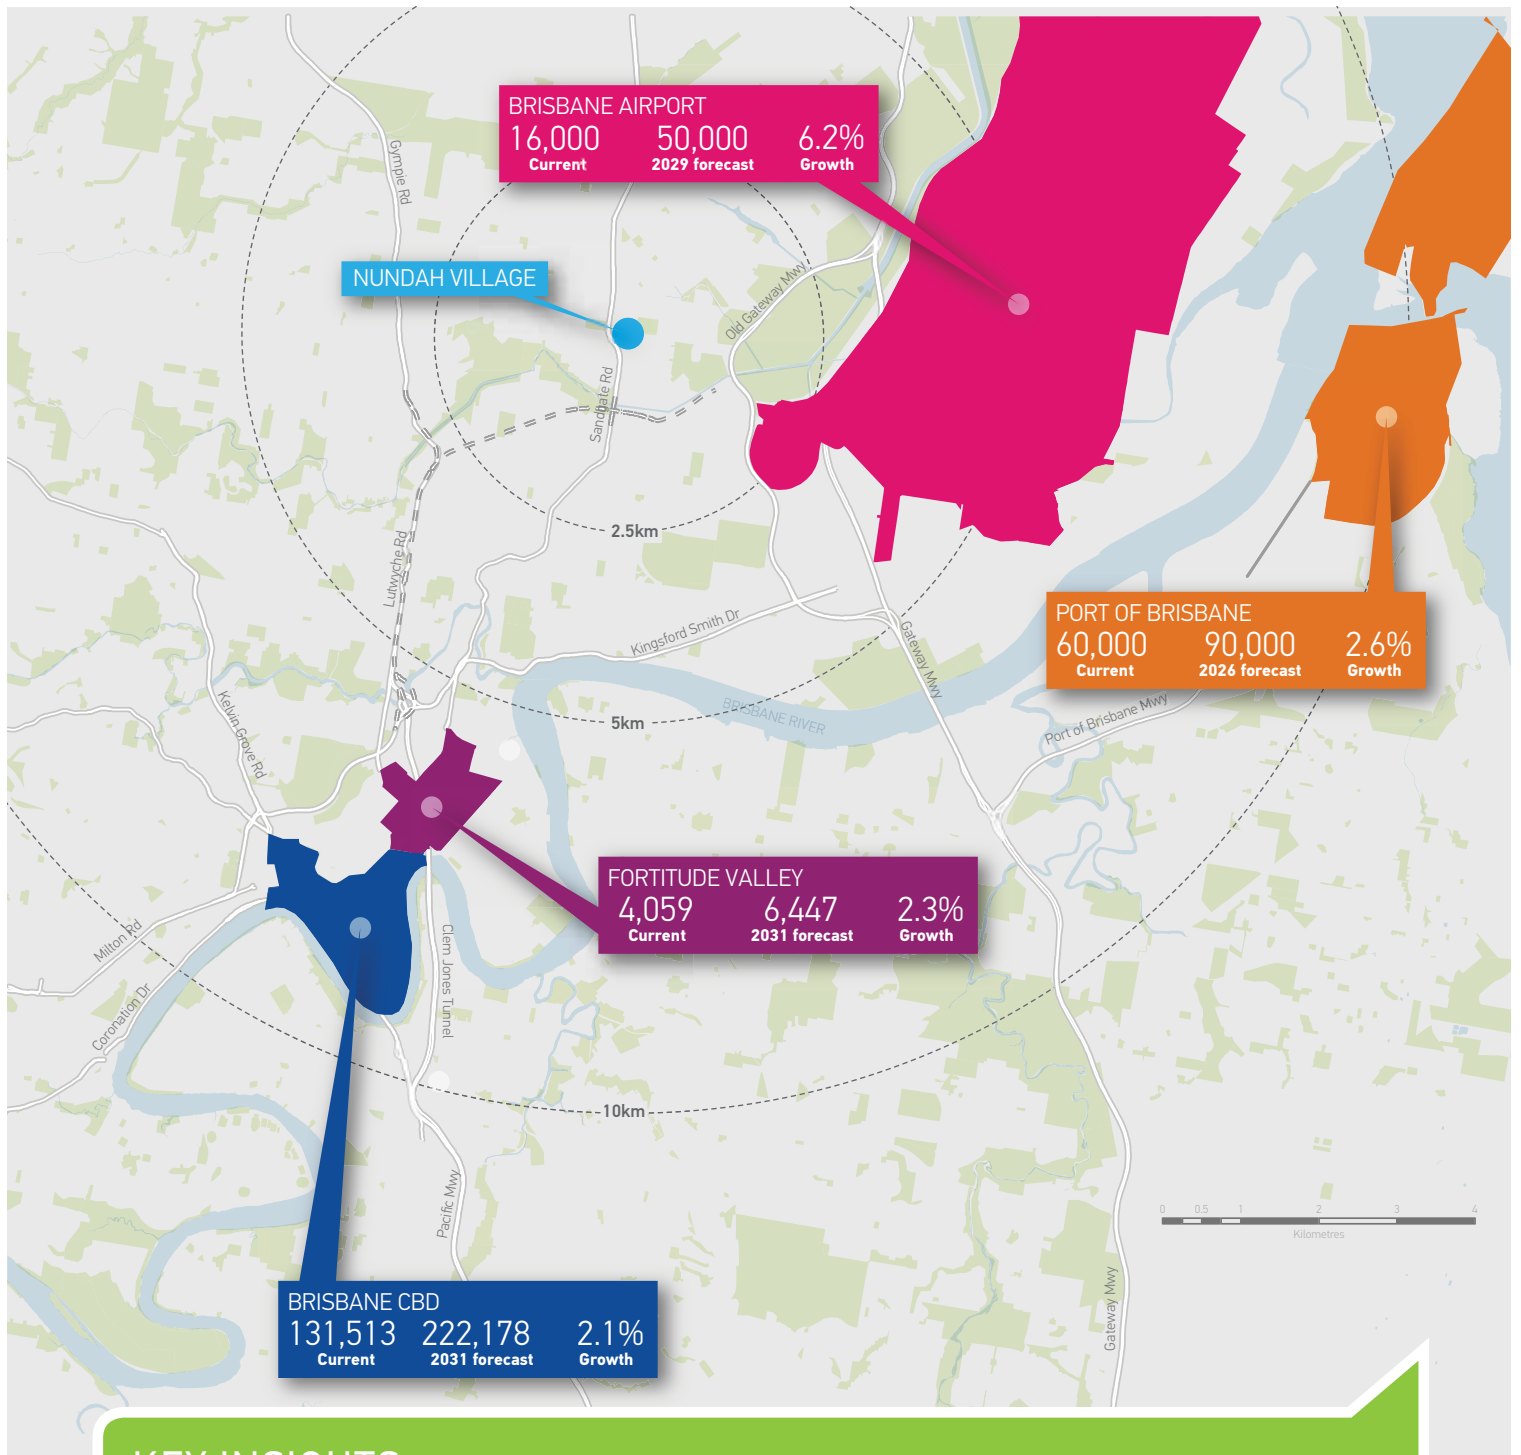 BRISBANE AIRPORT
16,000 50,000 6.2%
Current 2029 forecast Growth
Gympie Rd
NUNDAH VILLAGE
Old Gateway Mwy
Sandgate Rd
2.5km
Lutwyche Rd
PORT OF BRISBANE
60,000 90,000 2.6%
Current 2026 forecast Growth
Kingsford Smith Dr
Gateway Mwy
Kelvin Grove Rd
5km
BRISBANE RIVER
Port of Brisbane Mwy
FORTITUDE VALLEY
4,059 6,447 2.3%
Current 2031 forecast Growth
Milton Rd
Clem Jones Tunnel
Coronation Dr
10km
Pacific Mwy
0 0.5 1 2 3 4
Kilometres
Gateway Mwy
BRISBANE CBD
131,513 222,178 2.1%
Current 2031 forecast Growth
KEY INSIGHTS